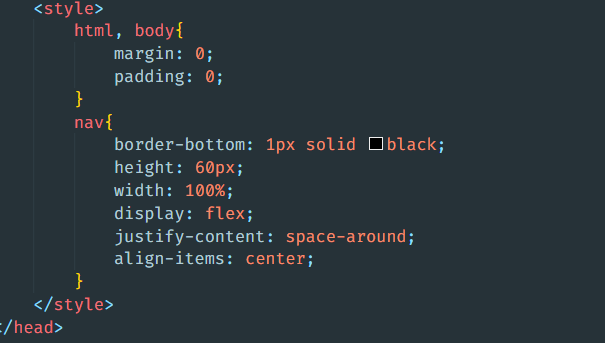 <style>
html, body{
margin: 0;
padding: 0;
}
nav{
border-bottom: 1px solid black;
height: 60px;
width: 100%;
display: flex;
justify-content: space-around;
align-items: center;
}
</style>
</head>